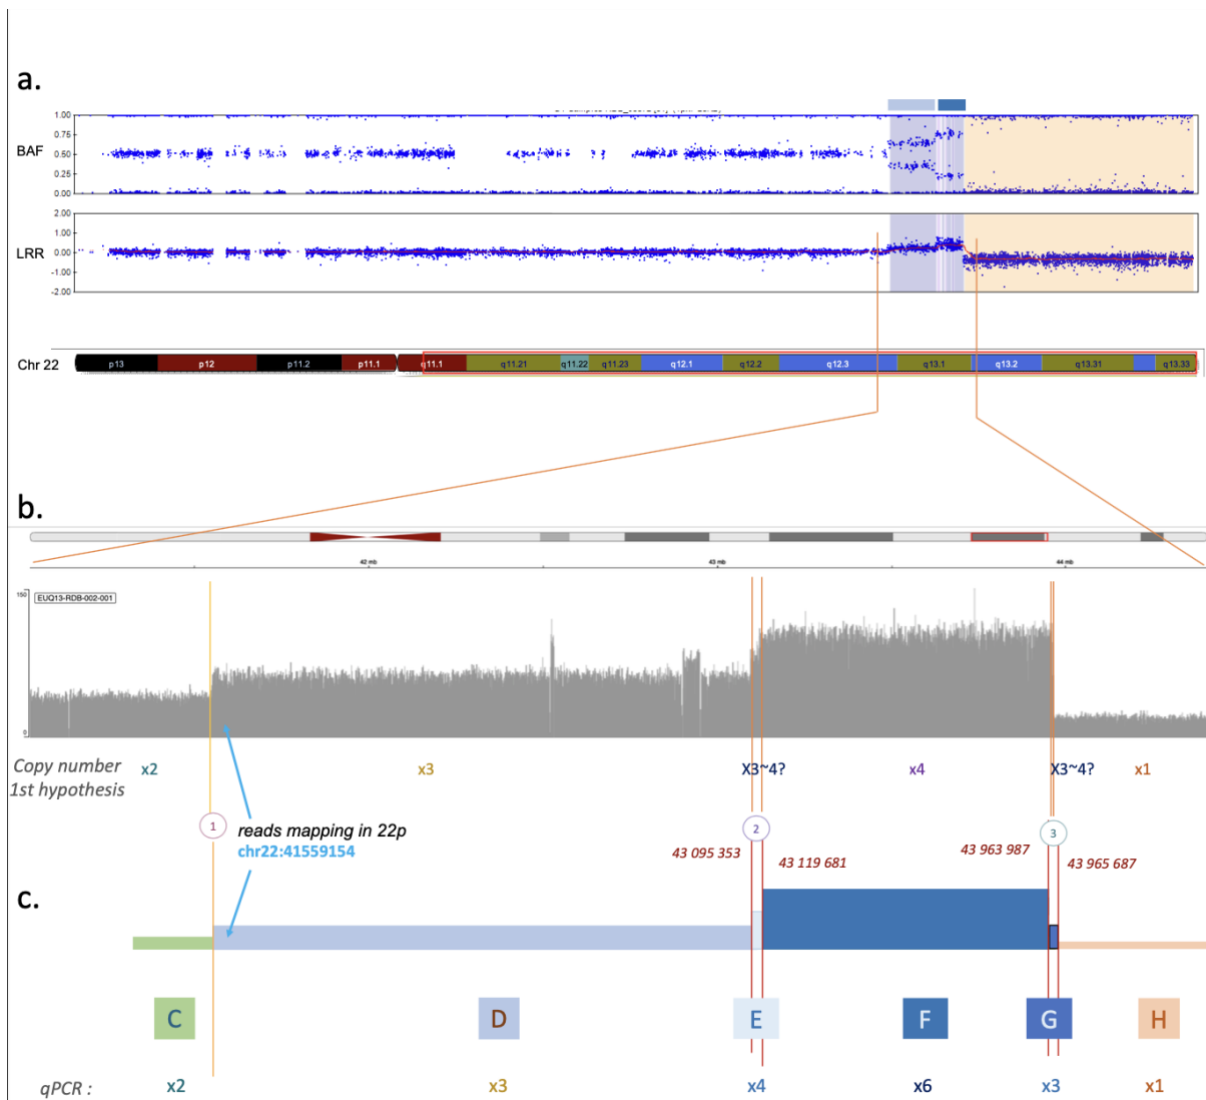 a.
1.00
BAF
0.75
0.50
0.25
0.00
2.00
1.00
LRR
0.00
-1.00
-2.00
Chr 22
p13 p12 p11.2 p11.1 q11.1 q11.21 q11.22 q11.23 q12.1 q12.2 q12.3 q13.1 q13.2 q13.31 q13.33
b.
42 mb 43 mb 44 mb
150
EUQ13-RDB-002-001
0
Copy number
1st hypothesis
x2 x3 X3~4? x4 X3~4? x1
1 2 3
reads mapping in 22p
chr22:41559154
43 095 353 43 119 681 43 963 987 43 965 687
c.
C D E F G H
qPCR : x2 x3 x4 x6 x3 x1